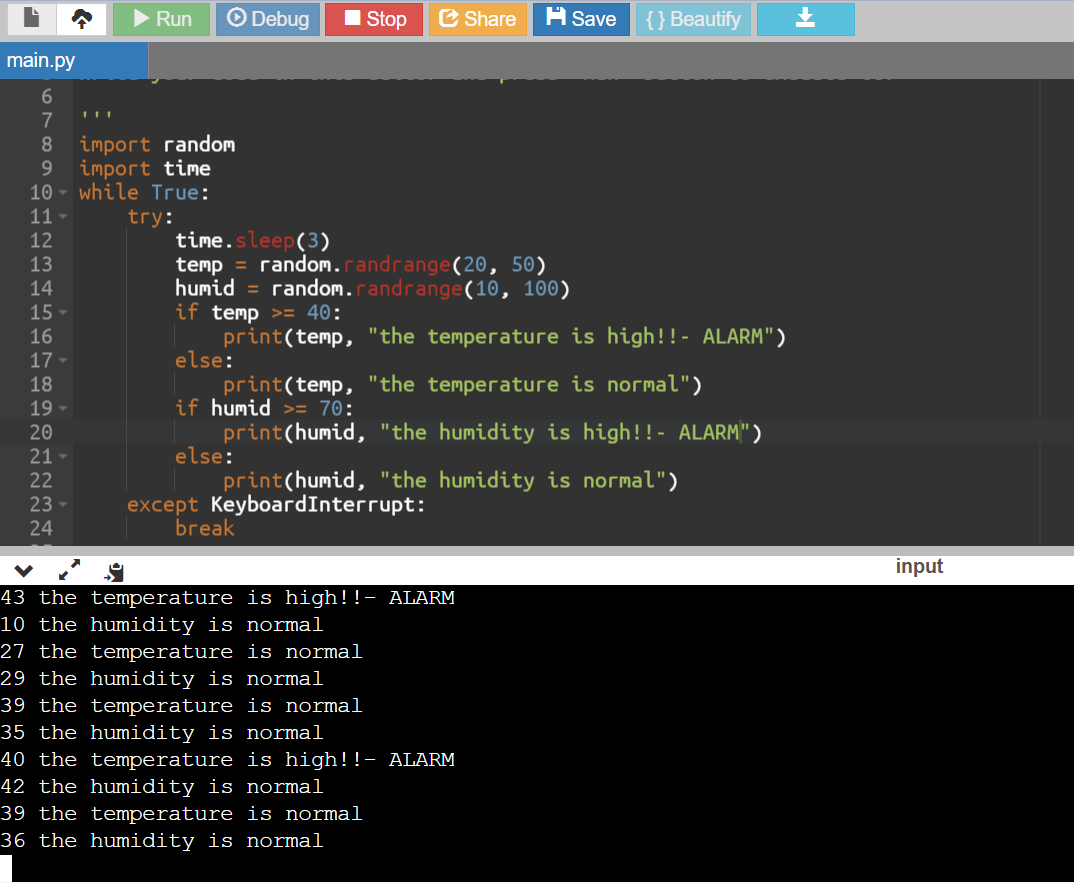 Run Debug Stop Share Save { } Beautify
main.py
6
7 '''
8 import random
9 import time
10 while True:
11     try:
12         time.sleep(3)
13         temp = random.randrange(20, 50)
14         humid = random.randrange(10, 100)
15         if temp >= 40:
16             print(temp, "the temperature is high!!- ALARM")
17         else:
18             print(temp, "the temperature is normal")
19         if humid >= 70:
20             print(humid, "the humidity is high!!- ALARM")
21         else:
22             print(humid, "the humidity is normal")
23     except KeyboardInterrupt:
24         break
input
43 the temperature is high!!- ALARM
10 the humidity is normal
27 the temperature is normal
29 the humidity is normal
39 the temperature is normal
35 the humidity is normal
40 the temperature is high!!- ALARM
42 the humidity is normal
39 the temperature is normal
36 the humidity is normal